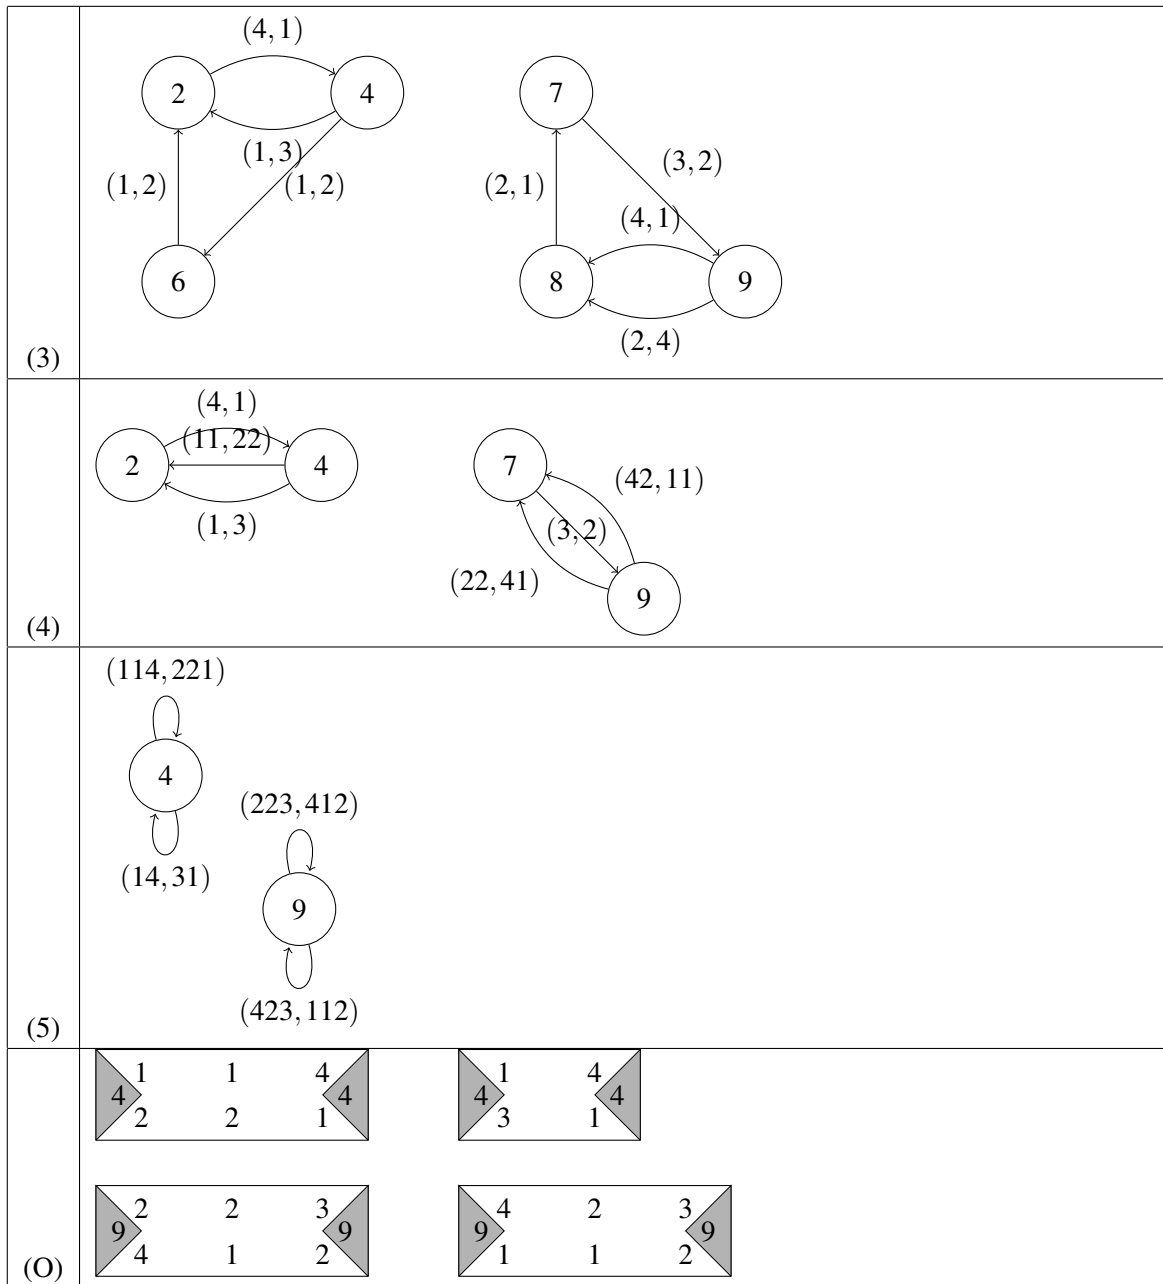 (4,1)
2 4 7
(1,3)
(3,2)
(1,2) (1,2) (2,1)
(4,1)
6 8 9
(2,4)
(3)
(4,1)
(11,22)
2 4 7
(42,11)
(1,3) (3,2)
(22,41)
9
(4)
(114,221)
4
(223,412)
(14,31)
9
(423,112)
(5)
1 1 4 1 4
4 4 4 4
2 2 1 3 1
2 2 3 4 2 3
9 9 9 9
4 1 2 1 1 2
(O)